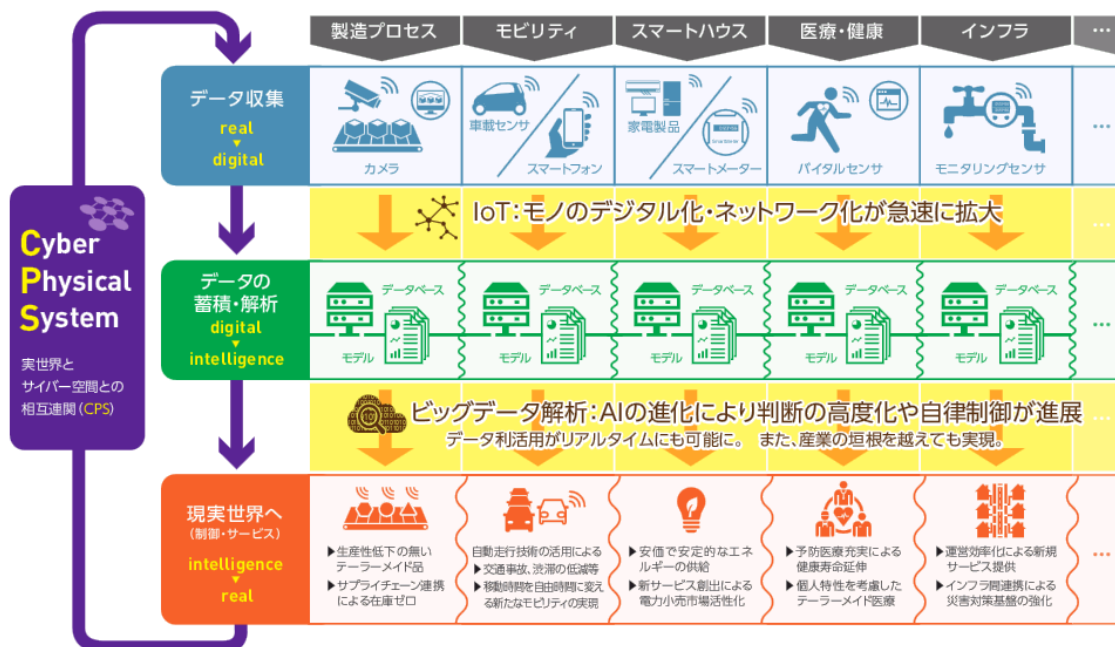 製造プロセス
モビリティ
スマートハウス
医療・健康
インフラ
…
データ収集
real
digital
カメラ
車載センサ
スマートフォン
家電製品
スマートメーター
バイタルセンサ
モニタリングセンサ
…
IoT：モノのデジタル化・ネットワーク化が急速に拡大
…
Cyber
Physical
System
実世界と
サイバー空間との
相互連関（CPS）
データの
蓄積・解析
digital
intelligence
データベース
モデル
データベース
モデル
データベース
モデル
データベース
モデル
データベース
モデル
…
ビッグデータ解析：AIの進化により判断の高度化や自律制御が進展
データ利活用がリアルタイムにも可能に。 また、産業の垣根を越えても実現。
…
現実世界へ
（制御・サービス）
intelligence
real
▶生産性低下の無い
テーラーメイド品
▶サプライチェーン連携
による在庫ゼロ
自動走行技術の活用による
▶交通事故、渋滞の低減等
▶移動時間を自由時間に変え
る新たなモビリティの実現
▶安価で安定的なエネ
ルギーの供給
▶新サービス創出による
電力小売市場活性化
▶予防医療充実による
健康寿命延伸
▶個人特性を考慮した
テーラーメイド医療
▶運営効率化による新規
サービス提供
▶インフラ間連携による
災害対策基盤の強化
…